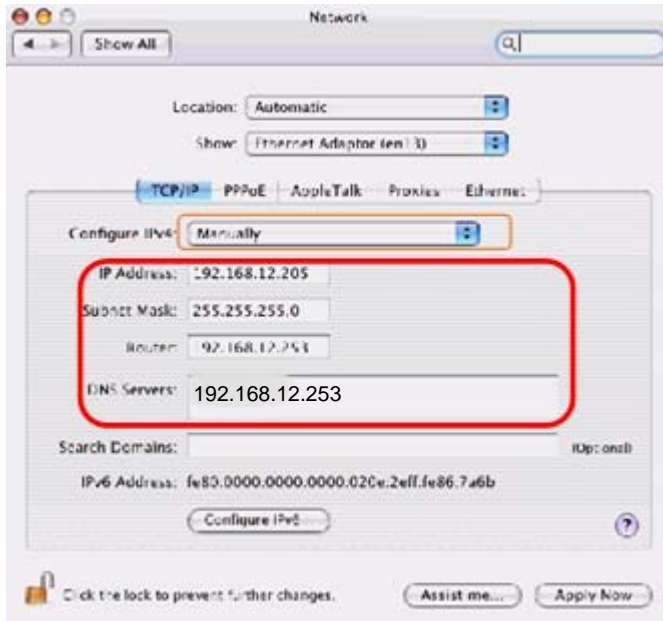 Network
Show All
Location: Automatic
Show: Ethernet Adaptor (en13)
TCP/IP PPPoE AppleTalk Proxies Ethernet
Configure IPv4: Manually
IP Address: 192.168.12.205
Subnet Mask: 255.255.255.0
Router: 192.168.12.253
DNS Servers: 192.168.12.253
Search Domains: (Optional)
IPv6 Address: fe80:0000:0000:0000:020e:2eff:fe86:7a6b
Configure IPv6...
?
Click the lock to prevent further changes.
Assist me...
Apply Now